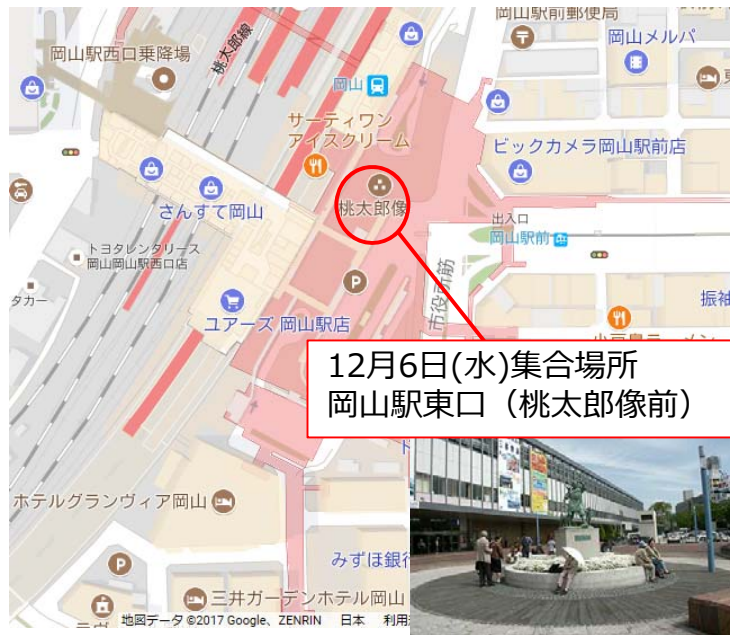 岡山駅前郵便局
岡山駅西口乗降場
桃太郎線
岡山メルパ
岡山
サーティワン
アイスクリーム
ビックカメラ岡山駅前店
桃太郎像
さんすて岡山
出入口
岡山駅前
トヨタレンタリース
岡山岡山駅西口店
タカー
市役所筋
振袖
ユアーズ 岡山駅店
12月6日(水)集合場所
岡山駅東口（桃太郎像前）
ホテルグランヴィア岡山
みずほ銀行
三井ガーデンホテル岡山
地図データ ©2017 Google、ZENRIN 日本 利用